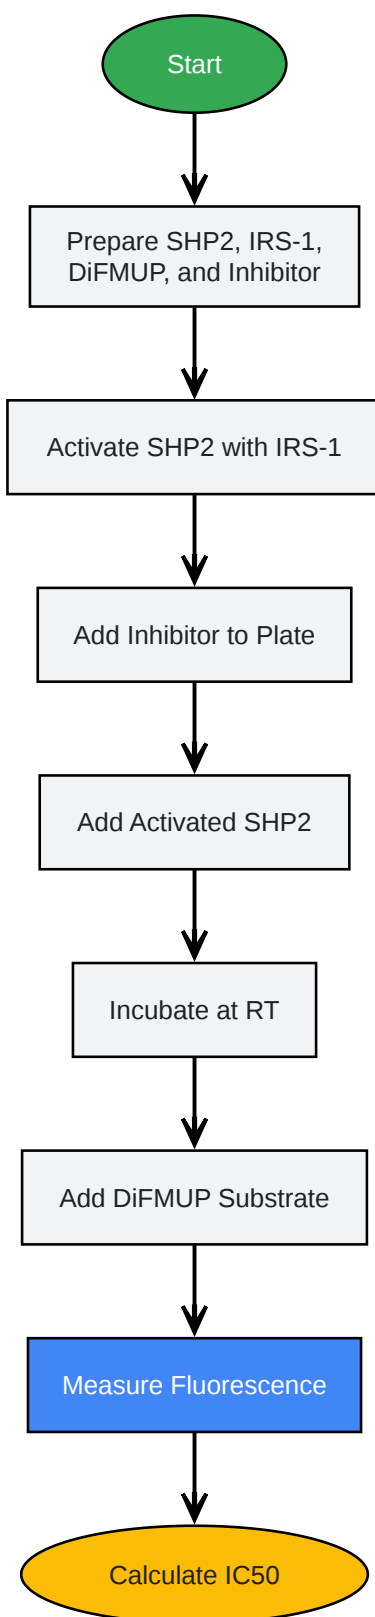 Start
Prepare SHP2, IRS-1,
DiFMUP, and Inhibitor
Activate SHP2 with IRS-1
Add Inhibitor to Plate
Add Activated SHP2
Incubate at RT
Add DiFMUP Substrate
Measure Fluorescence
Calculate IC50